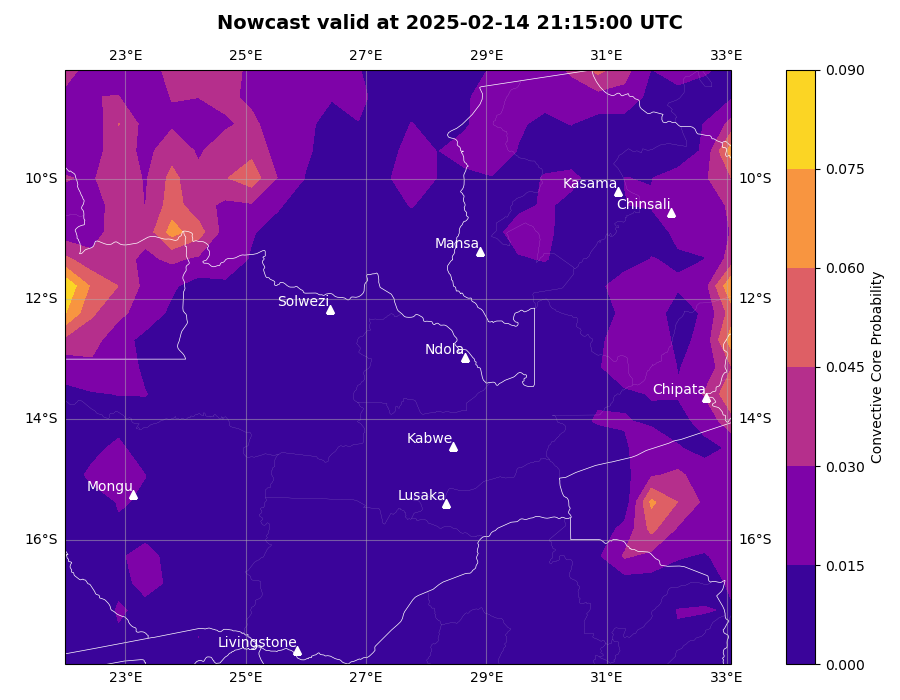 Nowcast valid at 2025-02-14 21:15:00 UTC
23°E 25°E 27°E 29°E 31°E 33°E
0.090
0.075
10°S 10°S
Kasama
Chinsali
Mansa
0.060
12°S 12°S
Solwezi
Ndola
0.045
Chipata
14°S 14°S
Kabwe
0.030
Mongu
Lusaka
16°S 16°S
0.015
Livingstone
0.000
23°E 25°E 27°E 29°E 31°E 33°E
Convective Core Probability